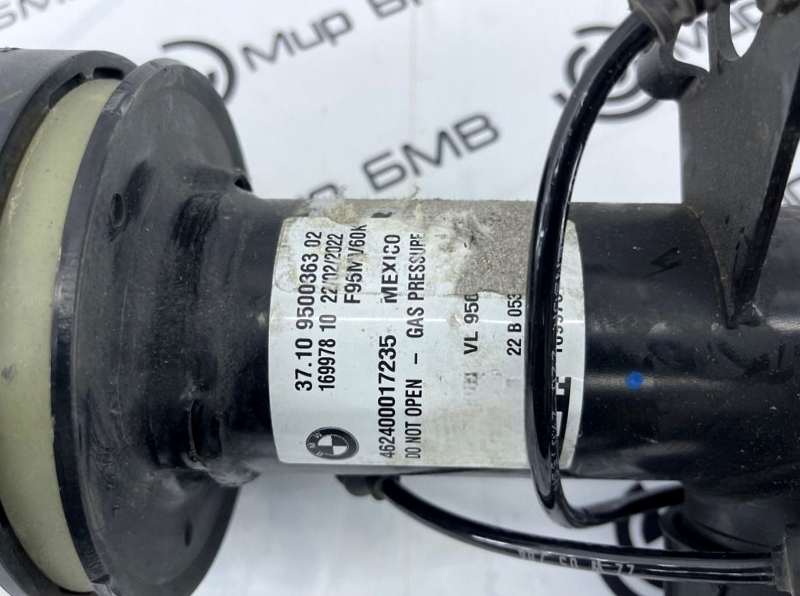 Мир БМВ
Мир БМВ
37.10 9500363 02
169978 10 22/02/2022
F95M
462400017235 MEXICO
DO NOT OPEN - GAS PRESSURE
VL 950
22 B 053